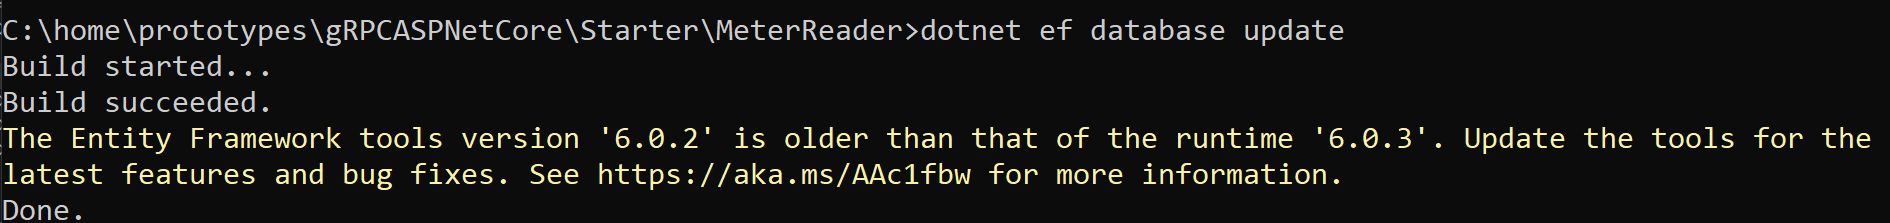 C:\home\prototypes\gRPCASPNetCore\Starter\MeterReader>dotnet ef database update
Build started...
Build succeeded.
The Entity Framework tools version '6.0.2' is older than that of the runtime '6.0.3'. Update the tools for the
latest features and bug fixes. See https://aka.ms/AAc1fbw for more information.
Done.